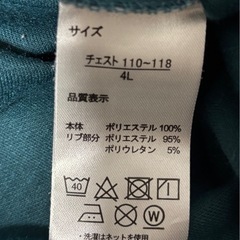 サイズ
チェスト 110~118
4L
品質表示
本体 ポリエステル 100%
リブ部分 ポリエステル 95%
ポリウレタン 5%
40
W
・洗濯はネットを使用